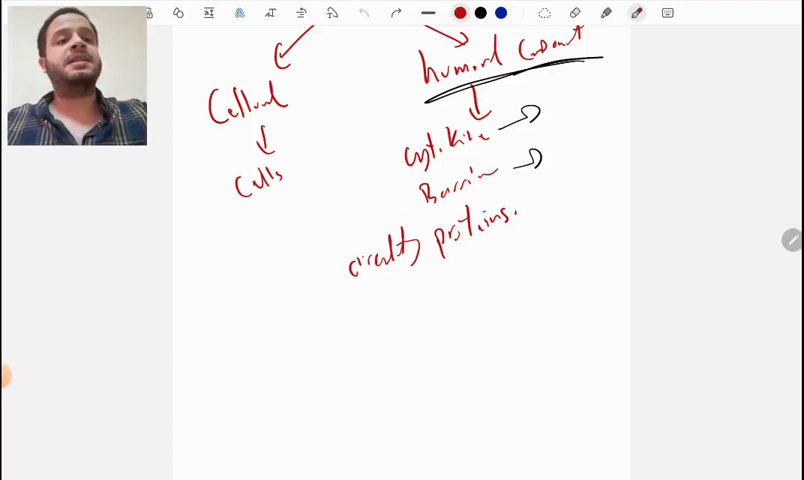 humoral Component
Cellular
Cells
Cytokine
Barrier
circulating proteins.